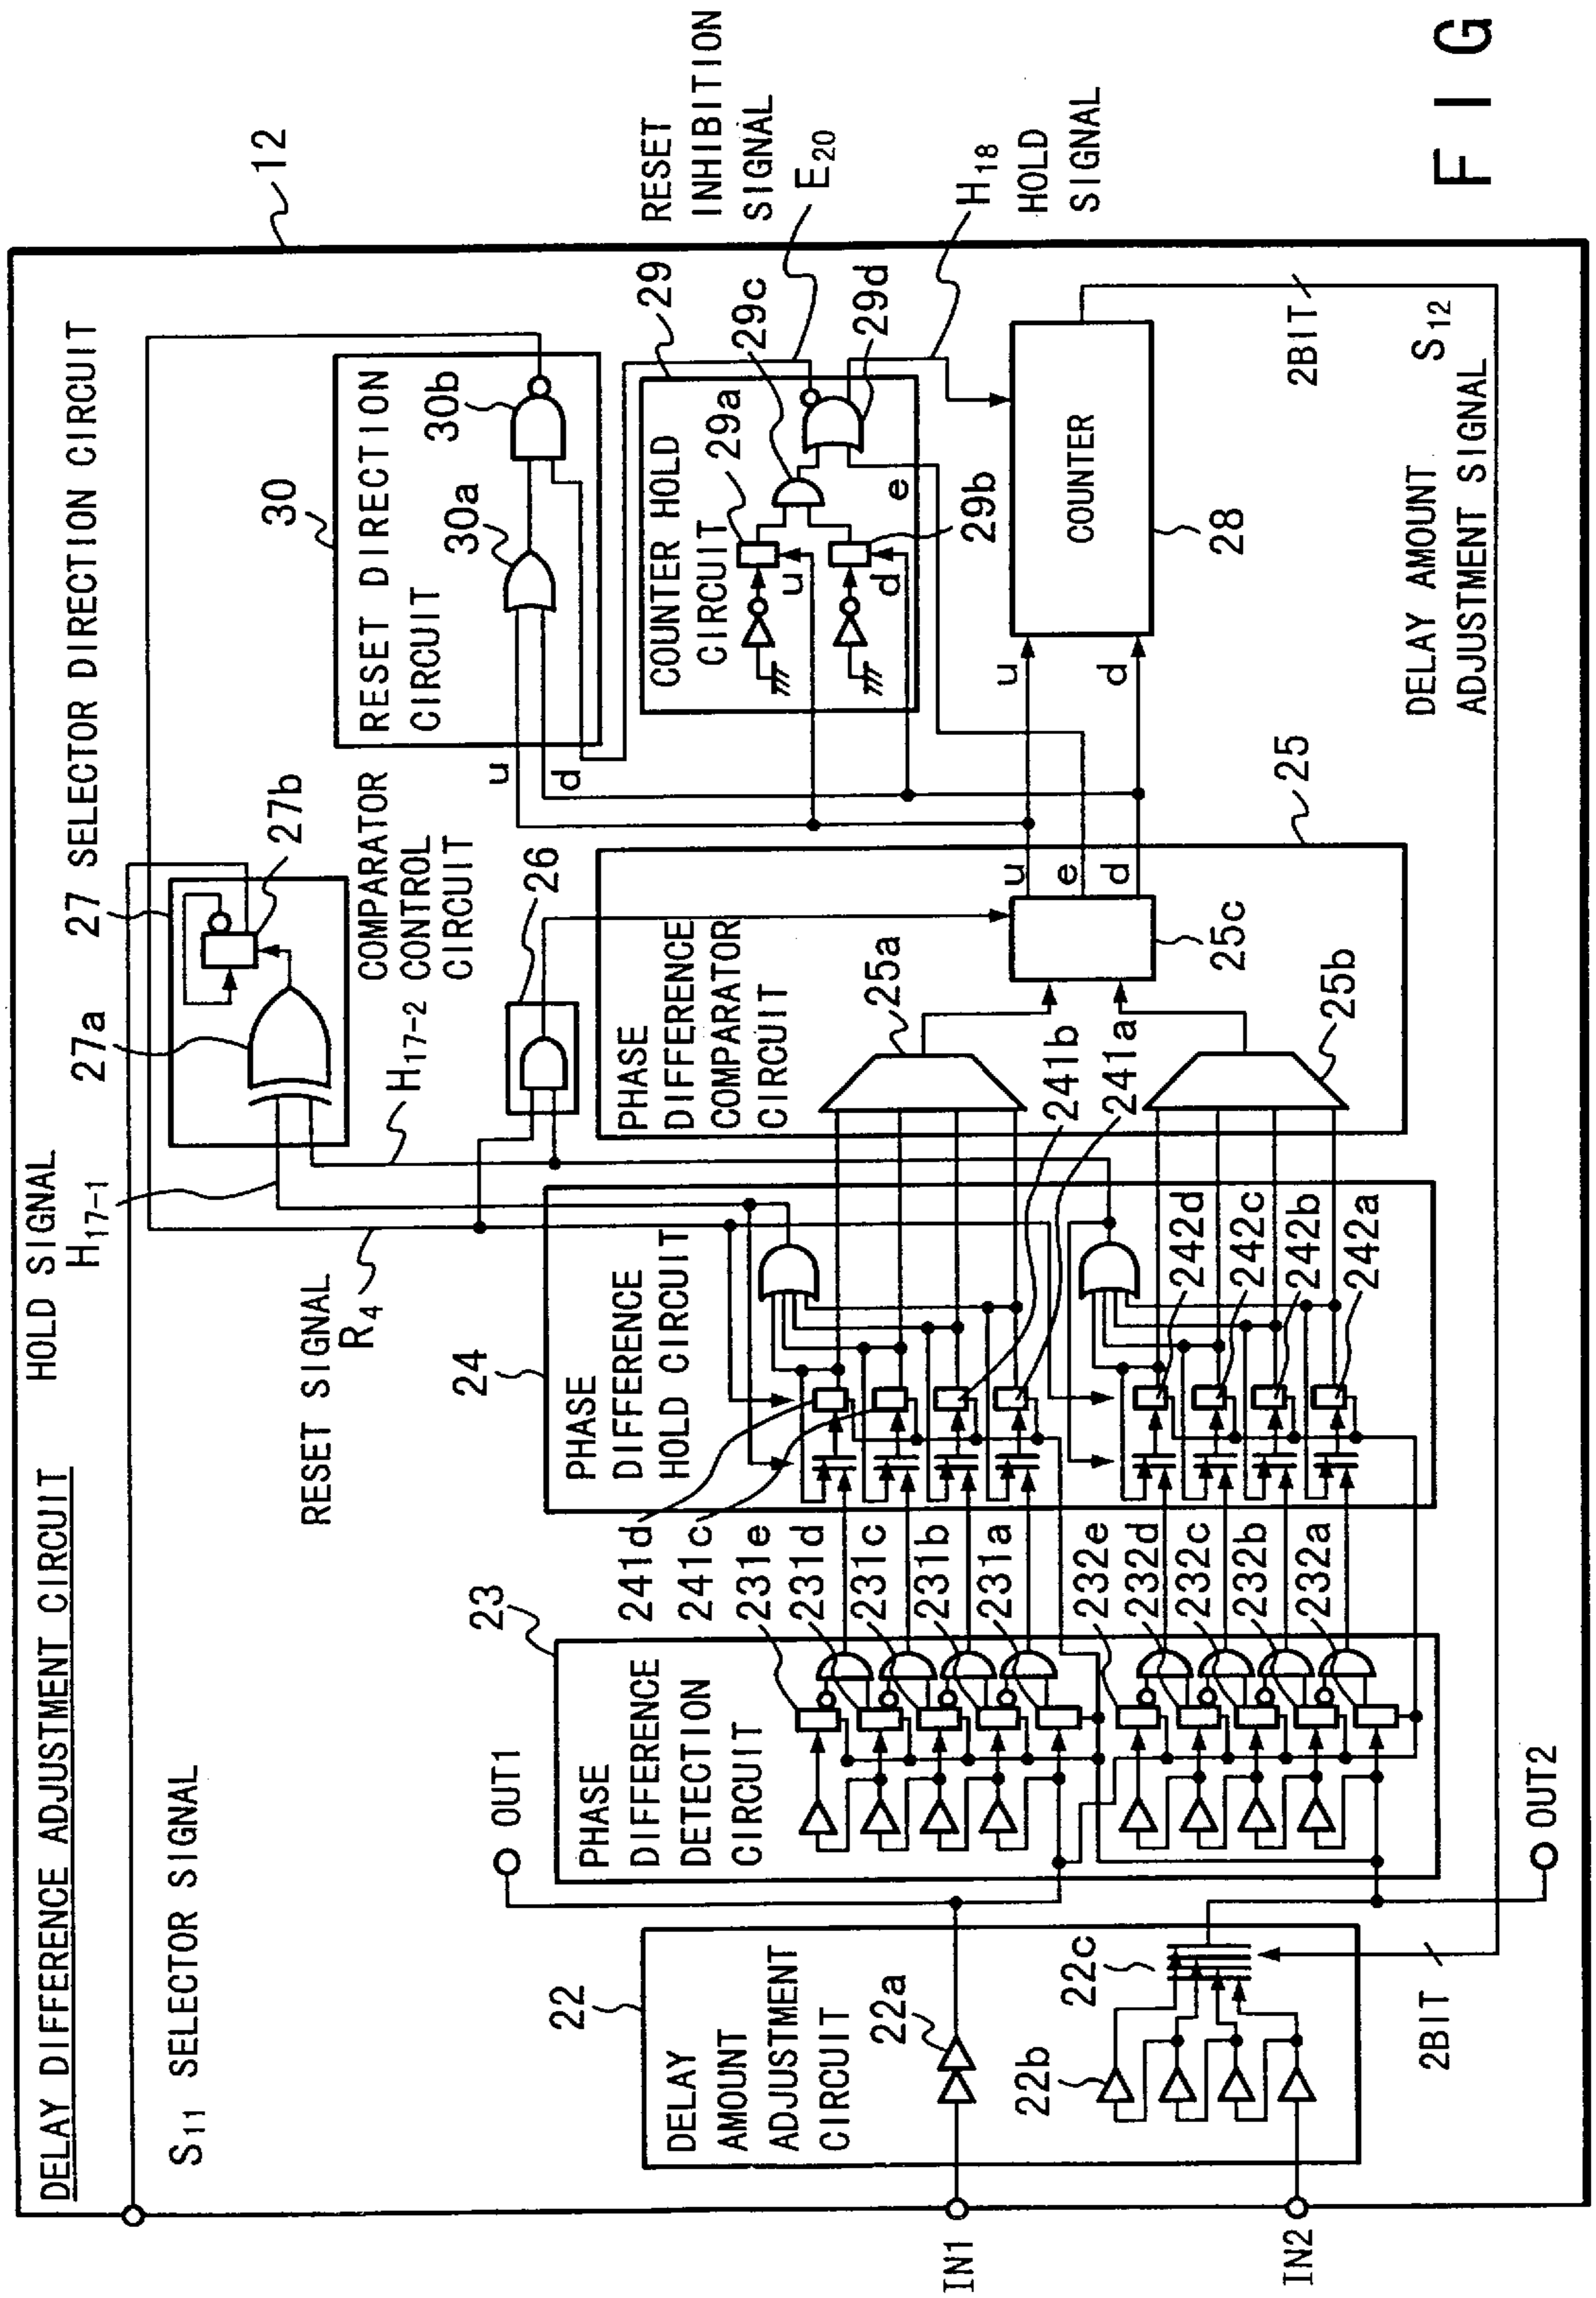 DELAY DIFFERENCE ADJUSTMENT CIRCUIT
HOLD SIGNAL
H17-1
27 SELECTOR DIRECTION CIRCUIT
12
S11 SELECTOR SIGNAL
RESET SIGNAL
R4
27
27a
27b
H17-2
COMPARATOR
CONTROL
CIRCUIT
26
30
RESET DIRECTION
CIRCUIT
30a
30b
u
d
RESET
INHIBITION
SIGNAL
E20
29
COUNTER HOLD
CIRCUIT
29a
29b
29c
29d
u
d
e
H18
HOLD
SIGNAL
OUT1
22
DELAY
AMOUNT
ADJUSTMENT
CIRCUIT
22a
22b
22c
IN1
IN2
2BIT
OUT2
23
PHASE
DIFFERENCE
DETECTION
CIRCUIT
231e
231d
231c
231b
231a
232e
232d
232c
232b
232a
24
PHASE
DIFFERENCE
HOLD CIRCUIT
241d
241c
241b
241a
242d
242c
242b
242a
PHASE
DIFFERENCE
COMPARATOR
CIRCUIT
25a
25b
25c
25
u
e
d
u
d
COUNTER
28
2BIT
S12
DELAY AMOUNT
ADJUSTMENT SIGNAL
FIG